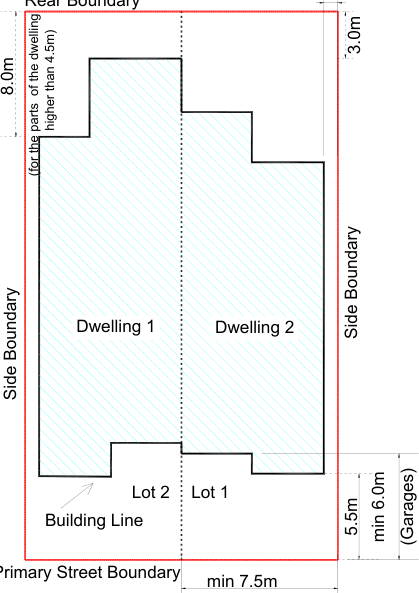 Rear Boundary
8.0m
(for the parts of the dwelling
higher than 4.5m)
3.0m
Side Boundary
Side Boundary
Dwelling 1
Dwelling 2
Lot 2
Lot 1
Building Line
5.5m
min 6.0m
(Garages)
Primary Street Boundary
min 7.5m